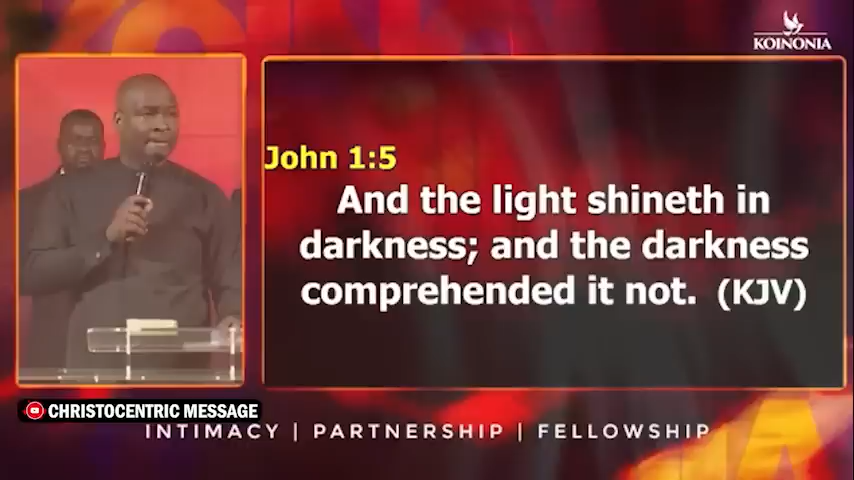 KOINONIA
John 1:5
And the light shineth in
darkness; and the darkness
comprehended it not. (KJV)
CHRISTOCENTRIC MESSAGE
INTIMACY | PARTNERSHIP | FELLOWSHIP